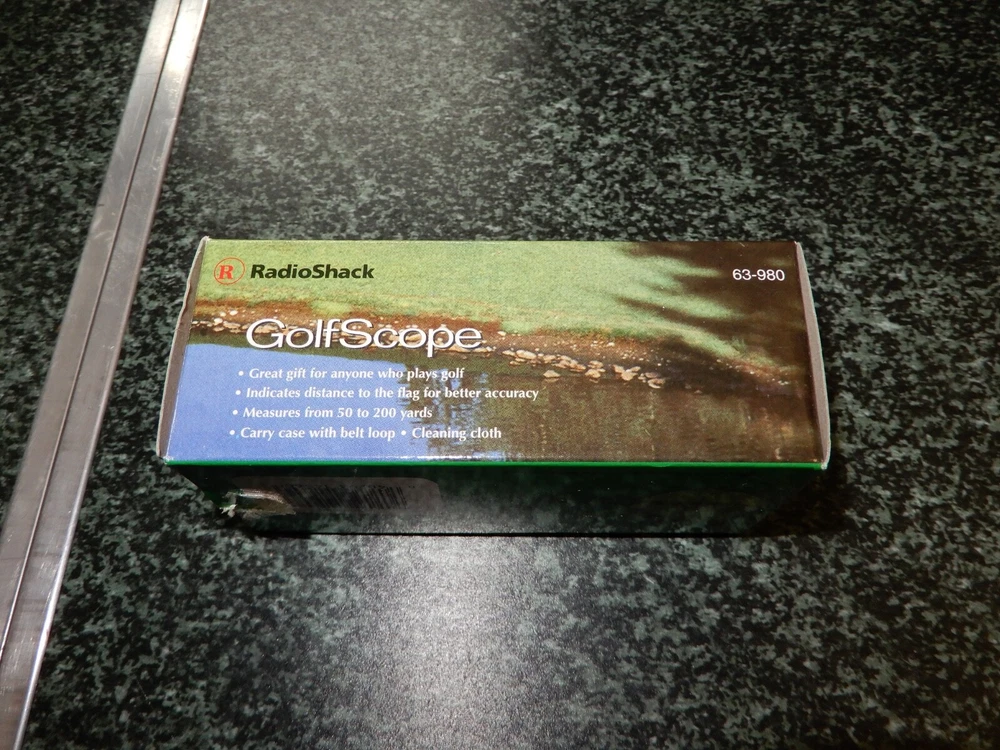 R RadioShack
63-980
GolfScope
• Great gift for anyone who plays golf
• Indicates distance to the flag for better accuracy
• Measures from 50 to 200 yards
• Carry case with belt loop • Cleaning cloth